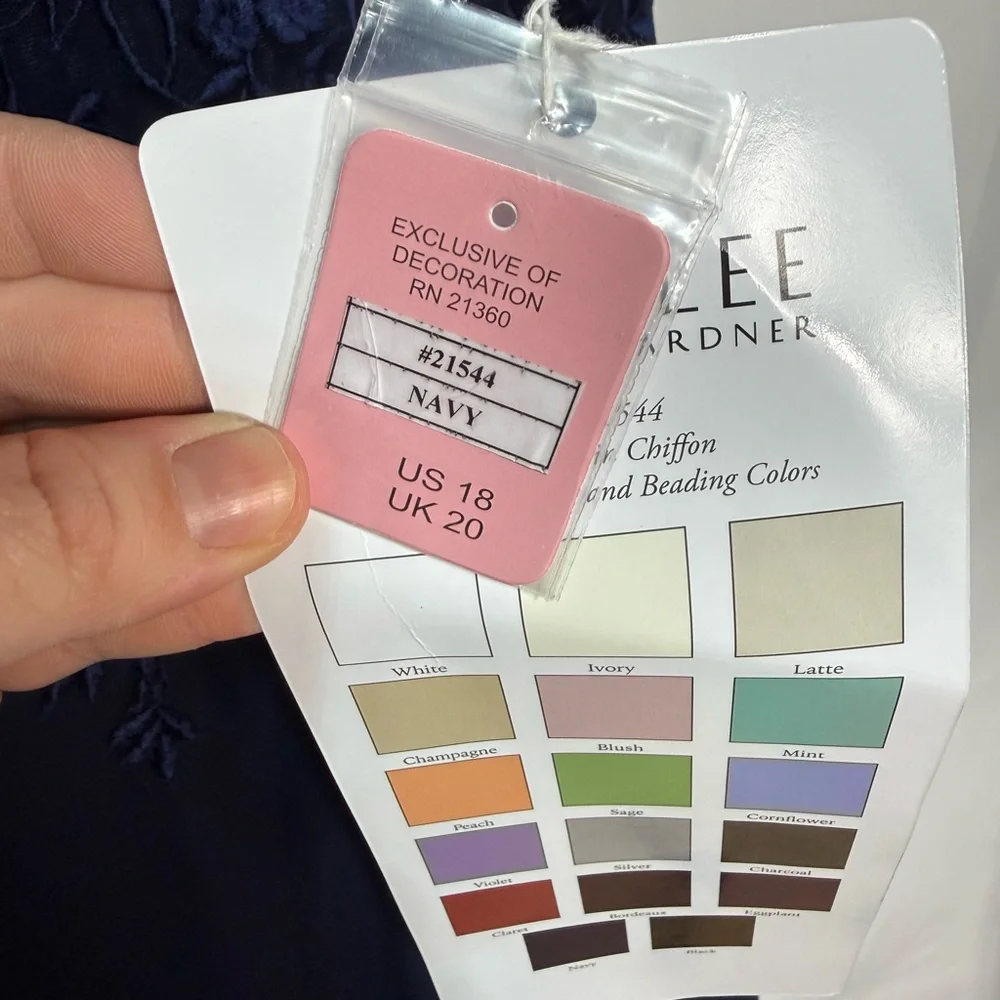 EXCLUSIVE OF
DECORATION
RN 21360
#21544
NAVY
US 18
UK 20
LEE
ARDNER
544
Chiffon
and Beading Colors
White
Ivory
Latte
Champagne
Blush
Mint
Peach
Sage
Cornflower
Violet
Silver
Charcoal
Claret
Bordeaux
Eggplant
Navy
Black